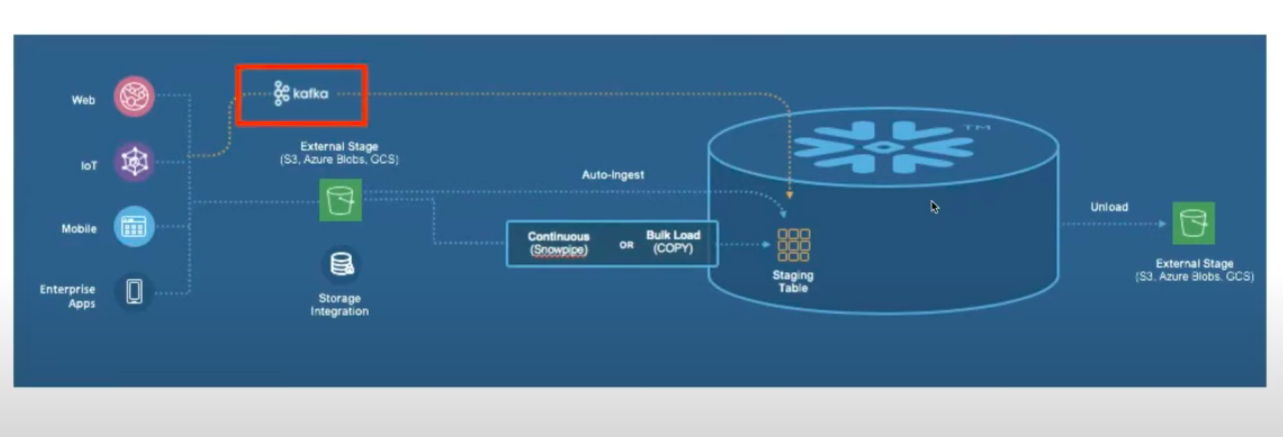 Web
IoT
Mobile
Enterprise
Apps
kafka
External Stage
(S3, Azure Blobs, GCS)
Storage
Integration
Auto-Ingest
Continuous
(Snowpipe)
OR
Bulk Load
(COPY)
Staging
Table
TM
Unload
External Stage
(S3, Azure Blobs, GCS)